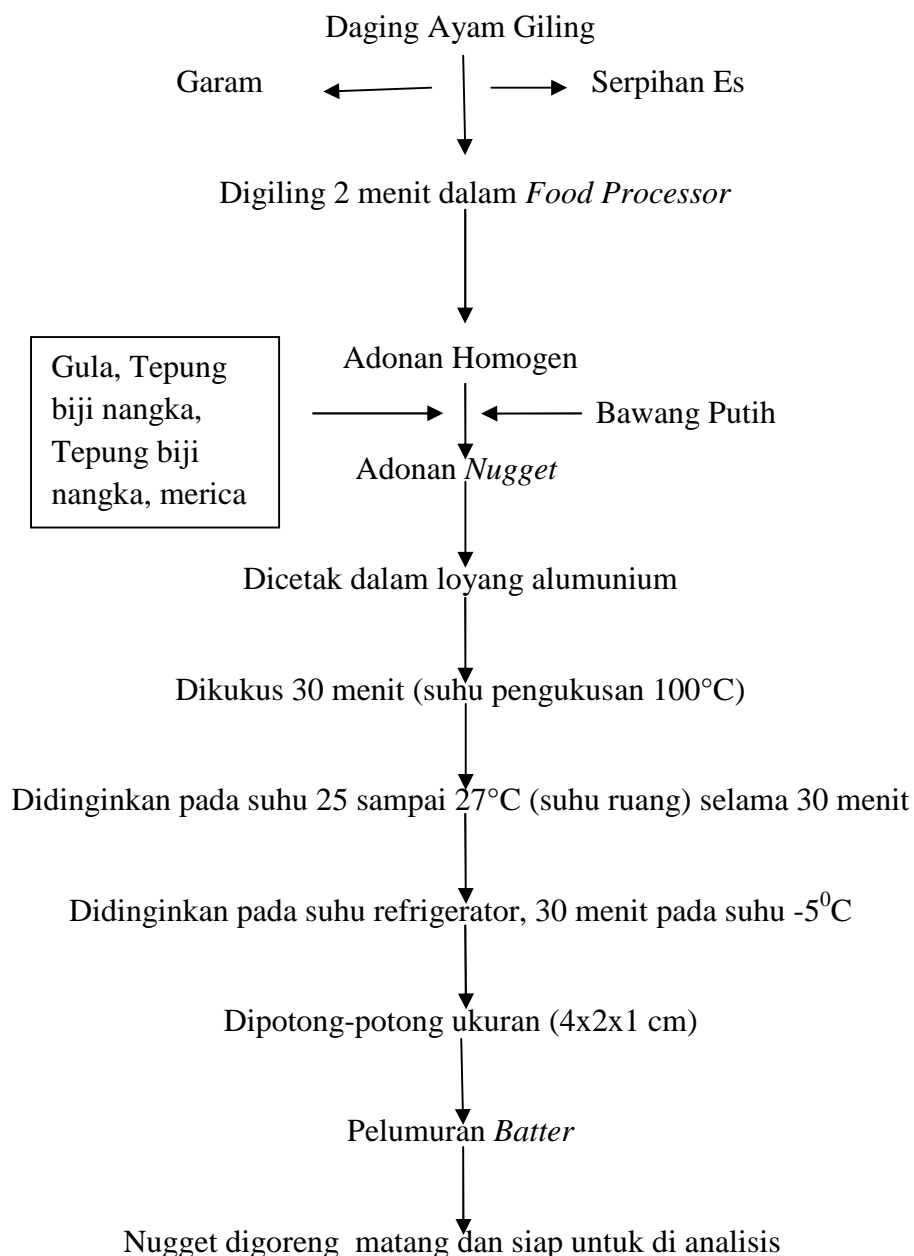 Daging Ayam Giling
Garam
Serpihan Es
Digiling 2 menit dalam Food Processor
Adonan Homogen
Gula, Tepung
biji nangka,
Tepung biji
nangka, merica
Bawang Putih
Adonan Nugget
Dicetak dalam loyang alumunium
Dikukus 30 menit (suhu pengukusan 100°C)
Didinginkan pada suhu 25 sampai 27°C (suhu ruang) selama 30 menit
Didinginkan pada suhu refrigerator, 30 menit pada suhu -5⁰C
Dipotong-potong ukuran (4x2x1 cm)
Pelumuran Batter
Nugget digoreng matang dan siap untuk di analisis